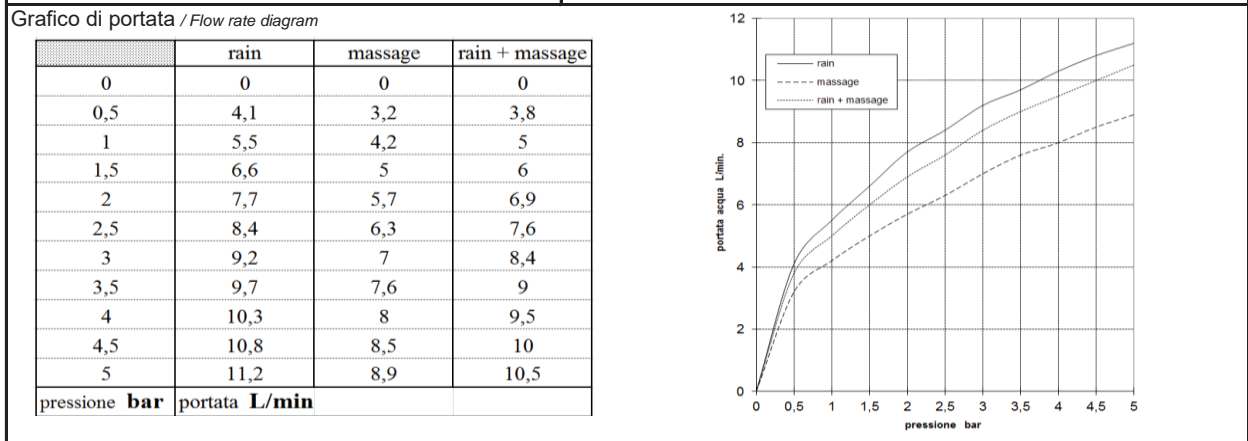 Grafico di portata / Flow rate diagram
rain massage rain + massage
0 0 0 0
0,5 4,1 3,2 3,8
1 5,5 4,2 5
1,5 6,6 5 6
2 7,7 5,7 6,9
2,5 8,4 6,3 7,6
3 9,2 7 8,4
3,5 9,7 7,6 9
4 10,3 8 9,5
4,5 10,8 8,5 10
5 11,2 8,9 10,5
pressione bar portata L/min
12
10
8
6
4
2
0
portata acqua L/min.
rain
massage
rain + massage
0 0,5 1 1,5 2 2,5 3 3,5 4 4,5 5
pressione bar